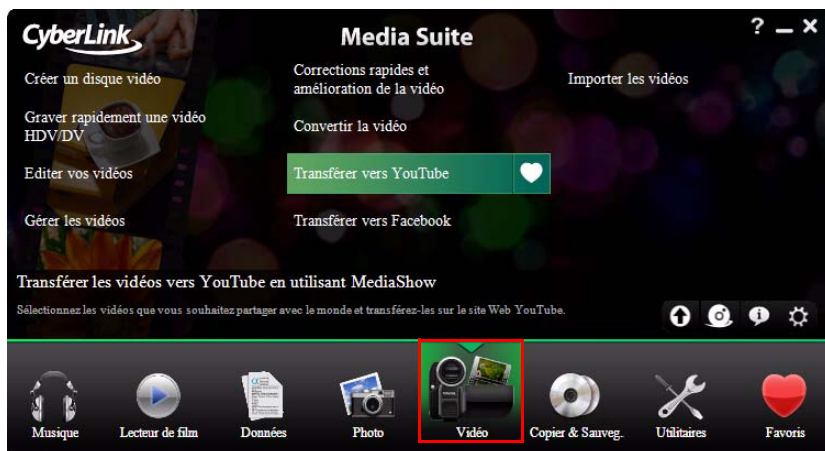 CyberLink
Media Suite
? – ×
Créer un disque vidéo
Graver rapidement une vidéo
HDV/DV
Editer vos vidéos
Gérer les vidéos
Corrections rapides et
amélioration de la vidéo
Convertir la vidéo
Transférer vers YouTube
Transférer vers Facebook
Importer les vidéos
Transférer les vidéos vers YouTube en utilisant MediaShow
Sélectionnez les vidéos que vous souhaitez partager avec le monde et transférez-les sur le site Web YouTube.
Musique
Lecteur de film
Données
Photo
Vidéo
Copier & Sauveg.
Utilitaires
Favoris